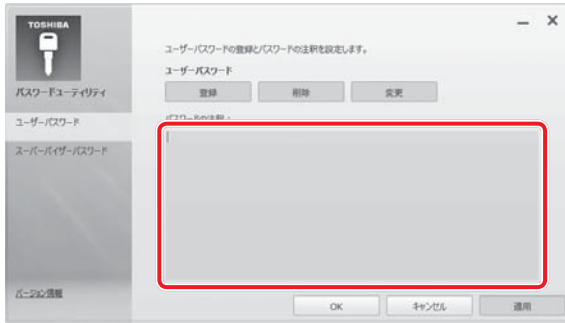 TOSHIBA
パスワードユーティリティ
ユーザーパスワード
スーパーバイザーパスワード
バージョン情報
ユーザーパスワードの登録とパスワードの注釈を設定します。
ユーザーパスワード
登録 削除 変更
パスワードの注釈：
OK キャンセル 適用